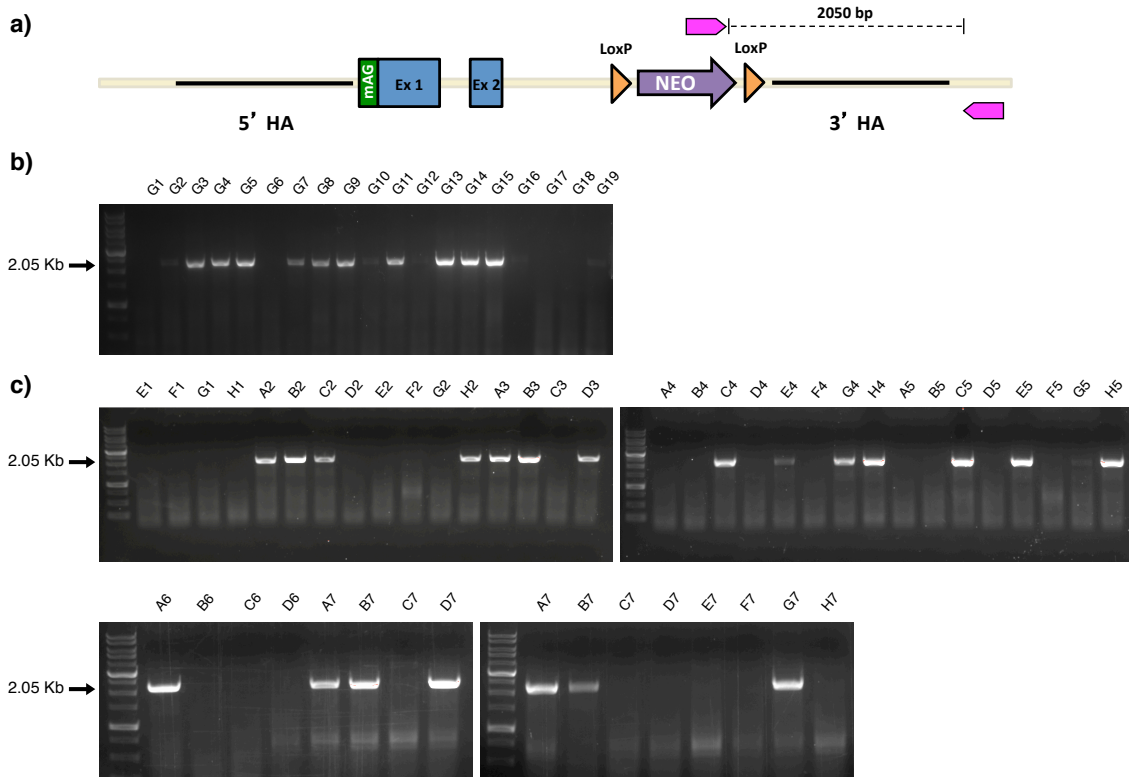 a)
2050 bp
LoxP
LoxP
mAG
Ex 1
Ex 2
NEO
5’ HA
3’ HA
b)
G1 G2 G3 G4 G5 G6 G7 G8 G9 G10 G11 G12 G13 G14 G15 G16 G17 G18 G19
2.05 Kb
c)
E1 F1 G1 H1 A2 B2 C2 D2 E2 F2 G2 H2 A3 B3 C3 D3
A4 B4 C4 D4 E4 F4 G4 H4 A5 B5 C5 D5 E5 F5 G5 H5
2.05 Kb
A6 B6 C6 D6 A7 B7 C7 D7
A7 B7 C7 D7 E7 F7 G7 H7
2.05 Kb